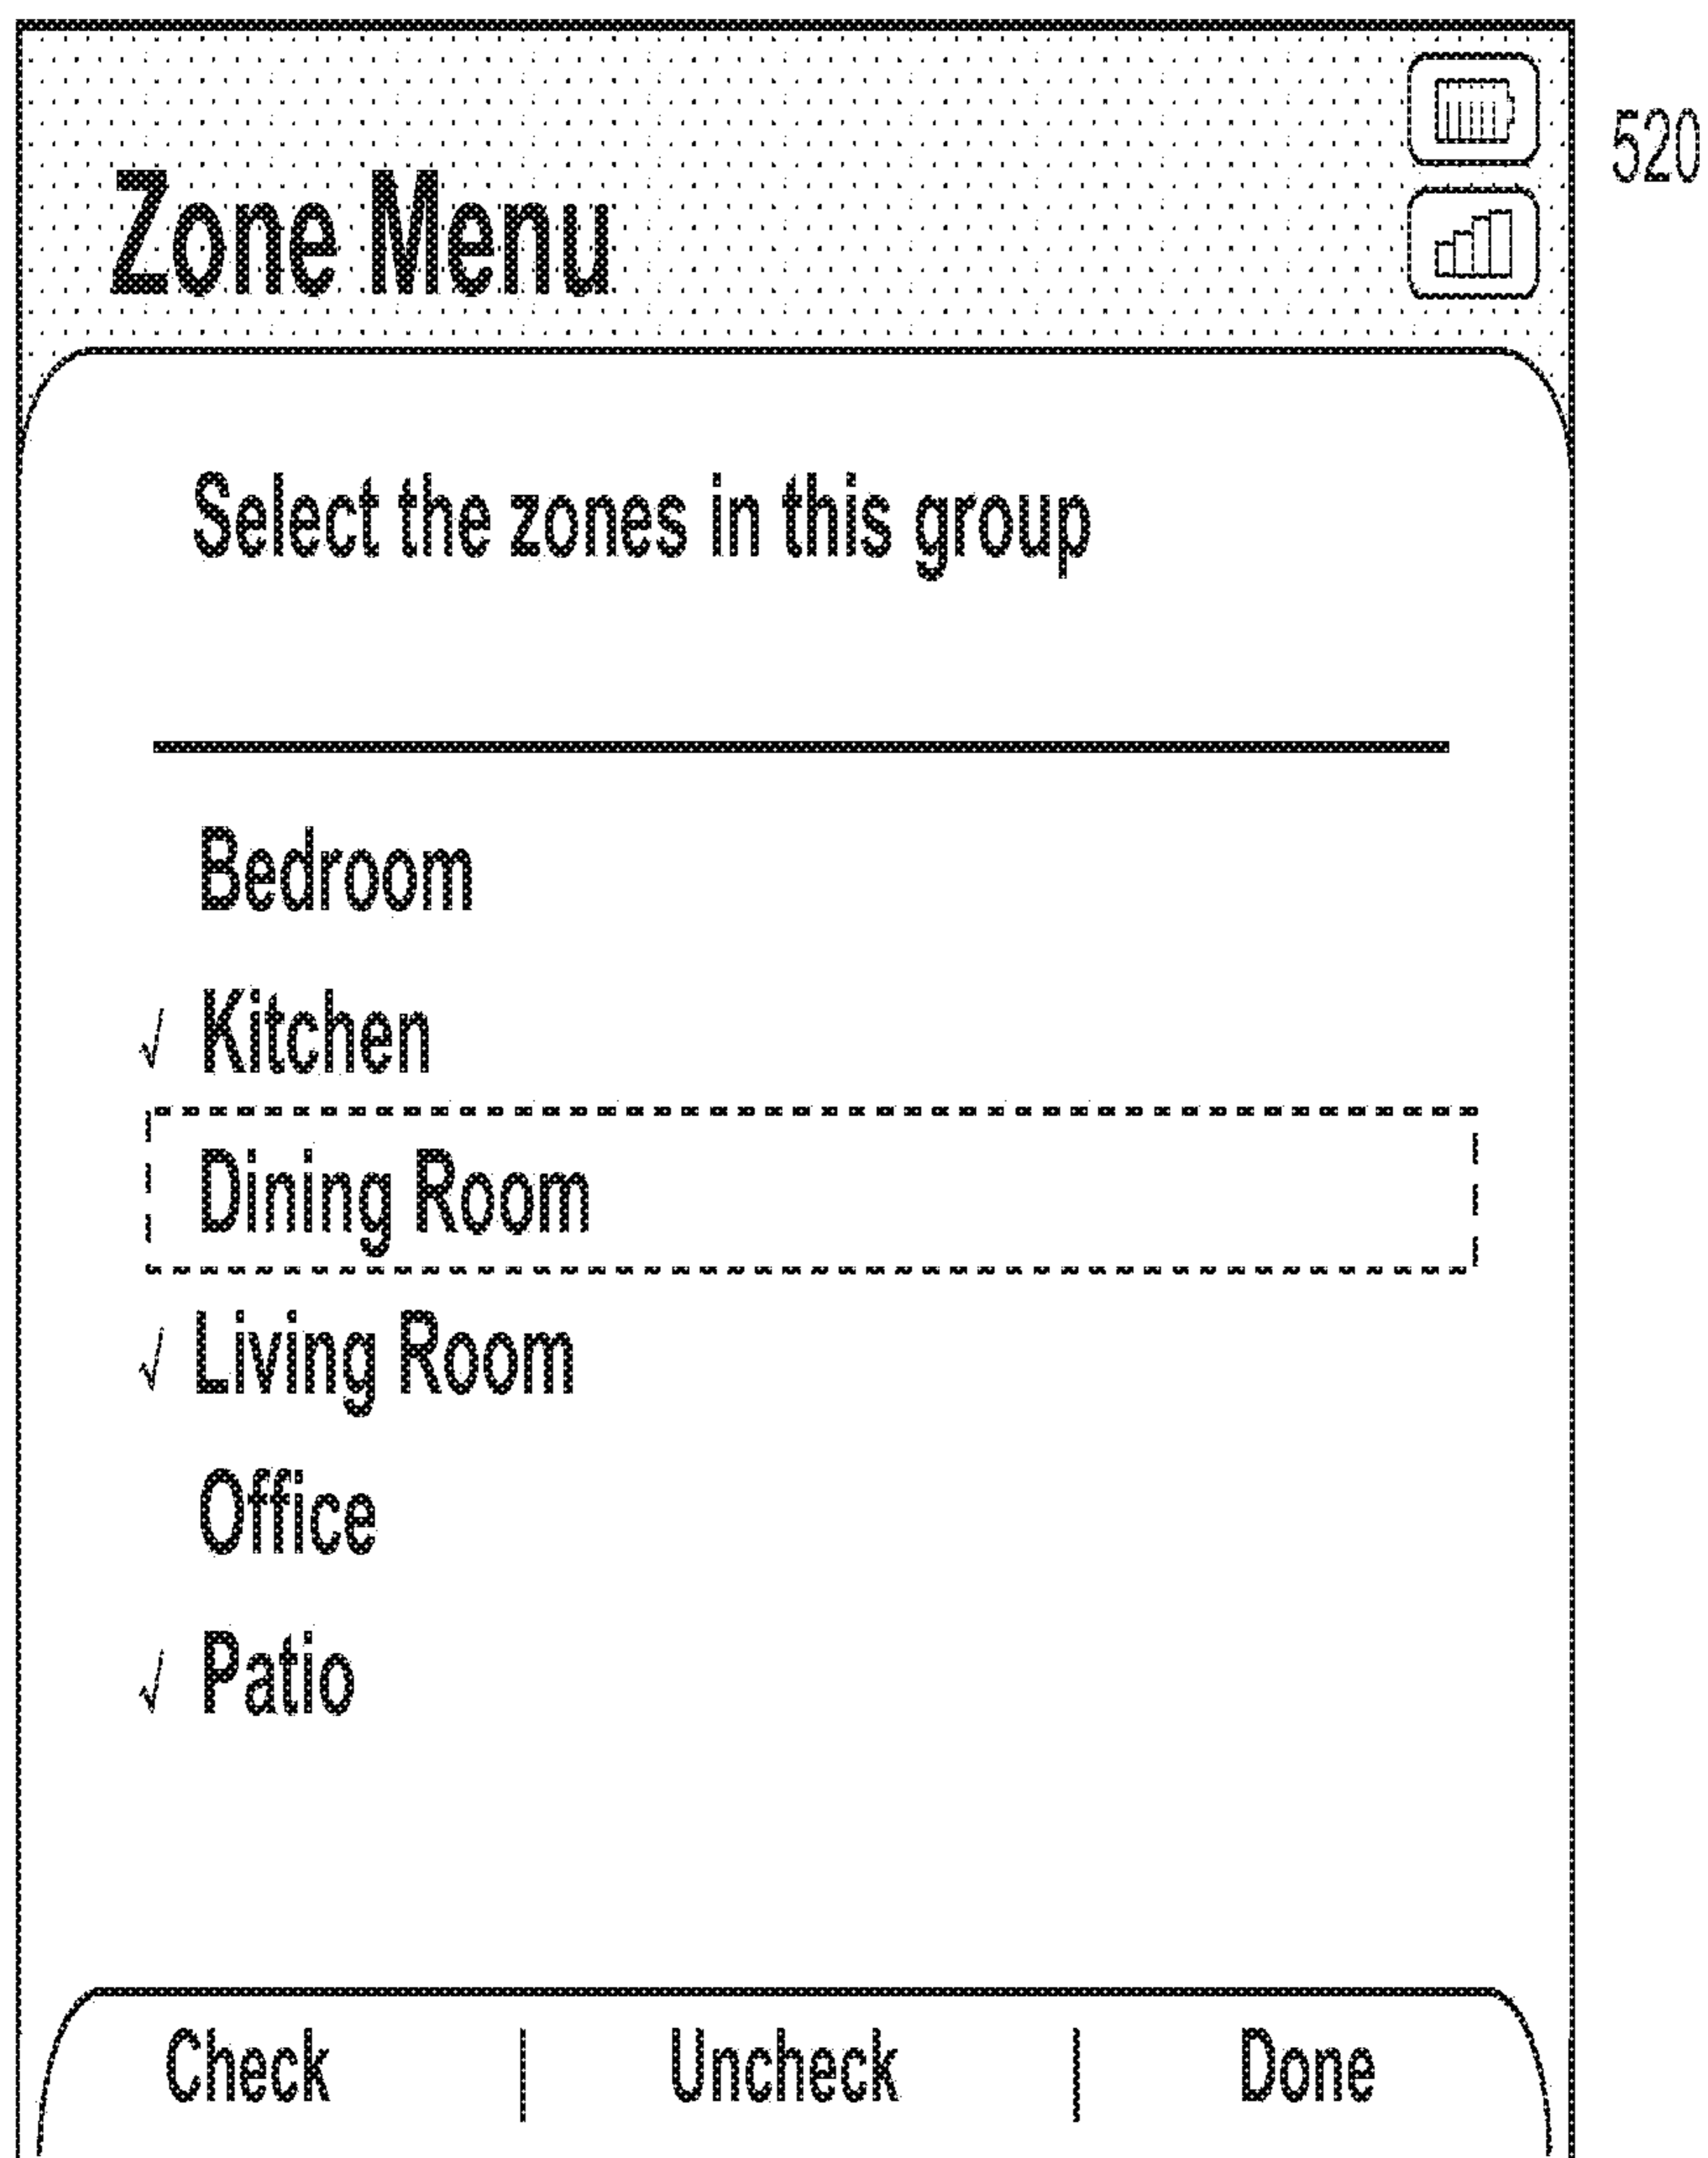 520
Zone Menu
Select the zones in this group
Bedroom
√ Kitchen
Dining Room
√ Living Room
Office
√ Patio
Check | Uncheck | Done